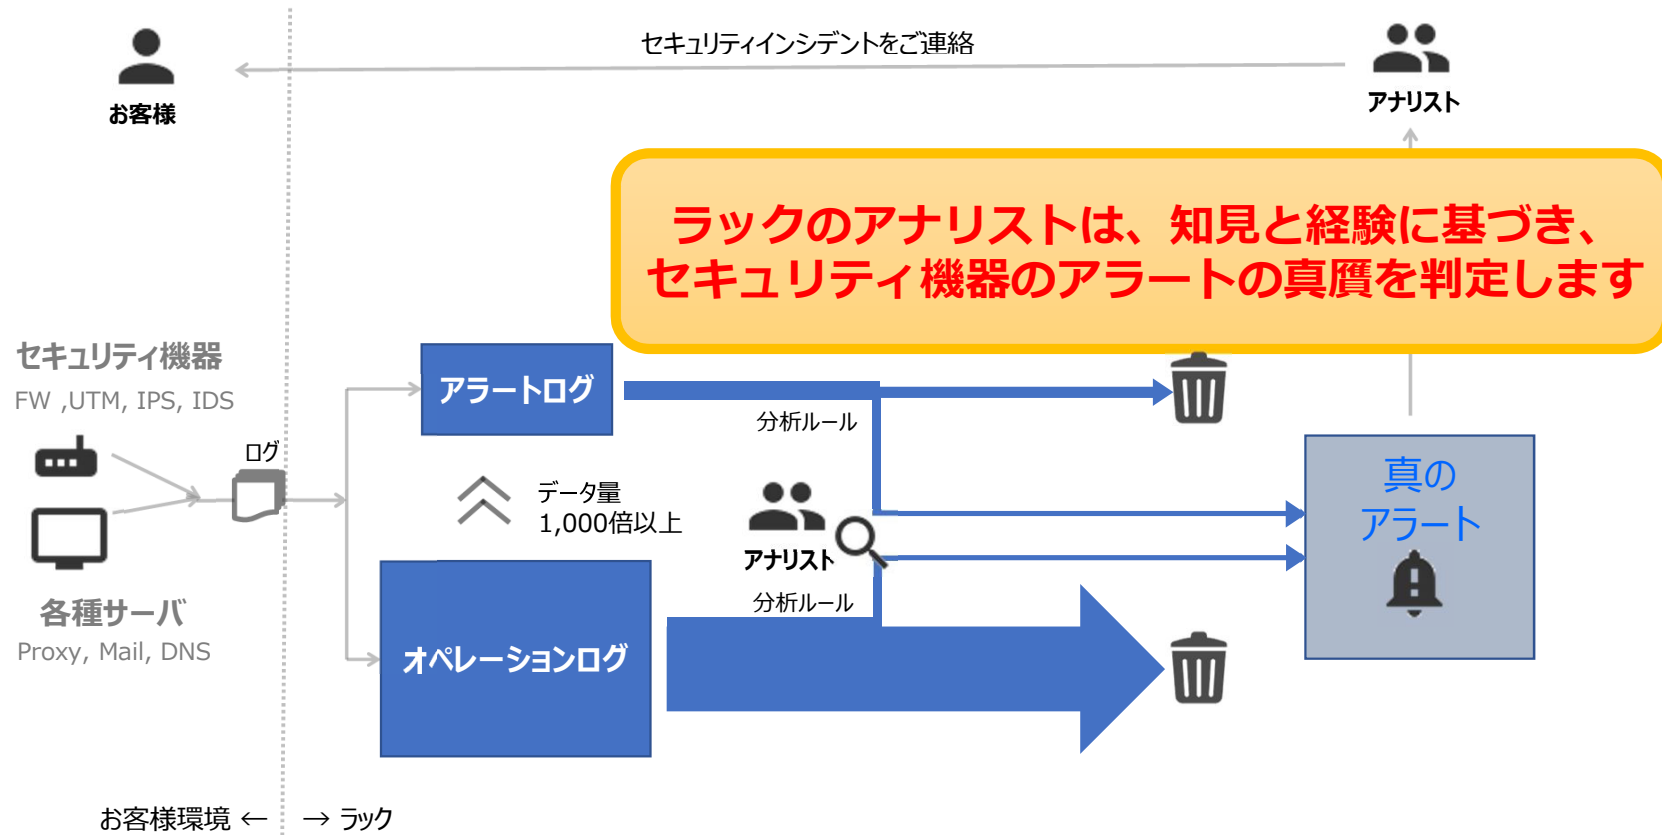 セキュリティインシデントをご連絡
お客様
アナリスト
ラックのアナリストは、知見と経験に基づき、
セキュリティ機器のアラートの真贋を判定します
セキュリティ機器
FW ,UTM, IPS, IDS
アラートログ
分析ルール
ログ
データ量
1,000倍以上
真の
アラート
アナリスト
分析ルール
各種サーバ
Proxy, Mail, DNS
オペレーションログ
お客様環境 ← → ラック